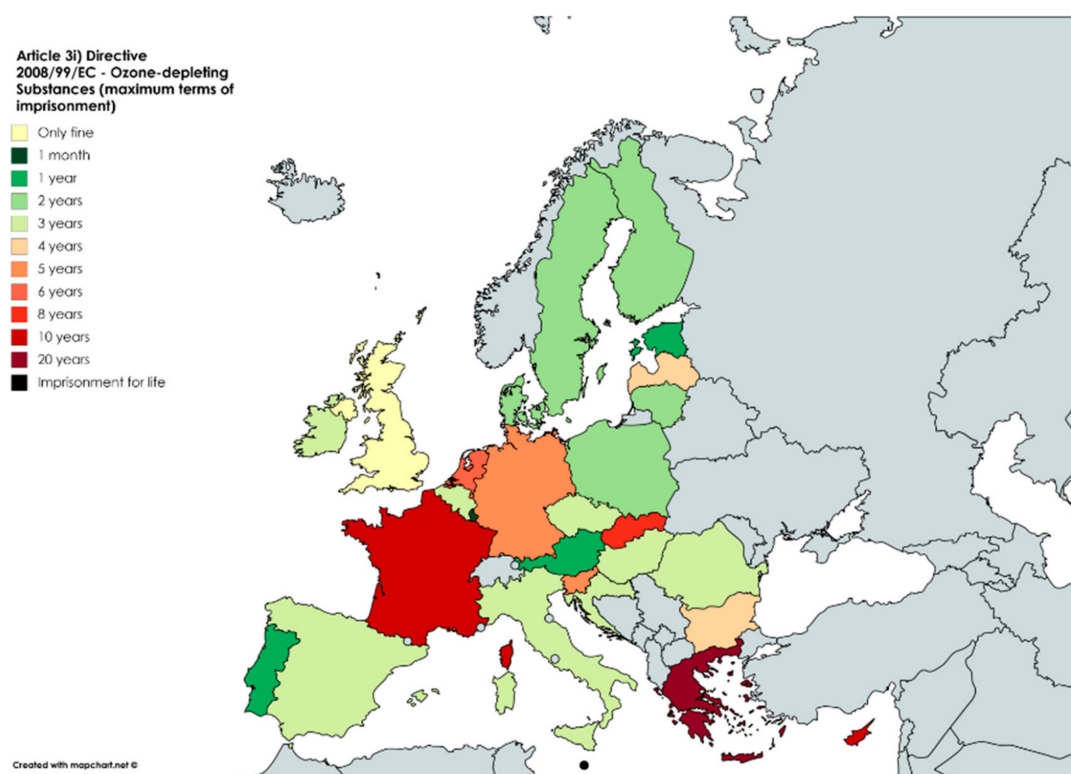 Article 3i) Directive
2008/99/EC - Ozone-depleting
Substances (maximum terms of
imprisonment)
Only fine
1 month
1 year
2 years
3 years
4 years
5 years
6 years
8 years
10 years
20 years
Imprisonment for life
Created with mapchart.net ©